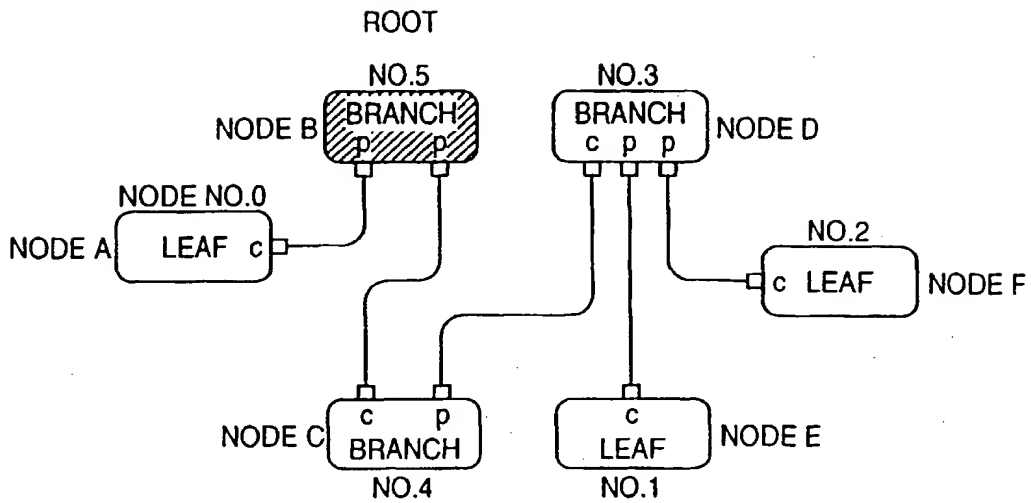 ROOT
NO.5
NO.3
BRANCH
p p
NODE B
BRANCH
c p p
NODE D
NODE NO.0
NODE A
LEAF c
NO.2
c LEAF
NODE F
NODE C
c p
BRANCH
NO.4
c
LEAF
NODE E
NO.1